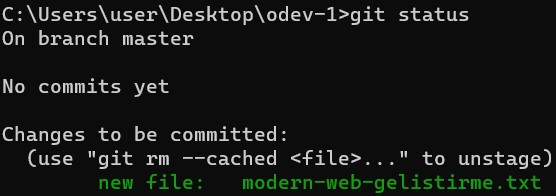 C:\Users\user\Desktop\odev-1>git status
On branch master
No commits yet
Changes to be committed:
(use "git rm --cached <file>..." to unstage)
new file:   modern-web-gelistirme.txt